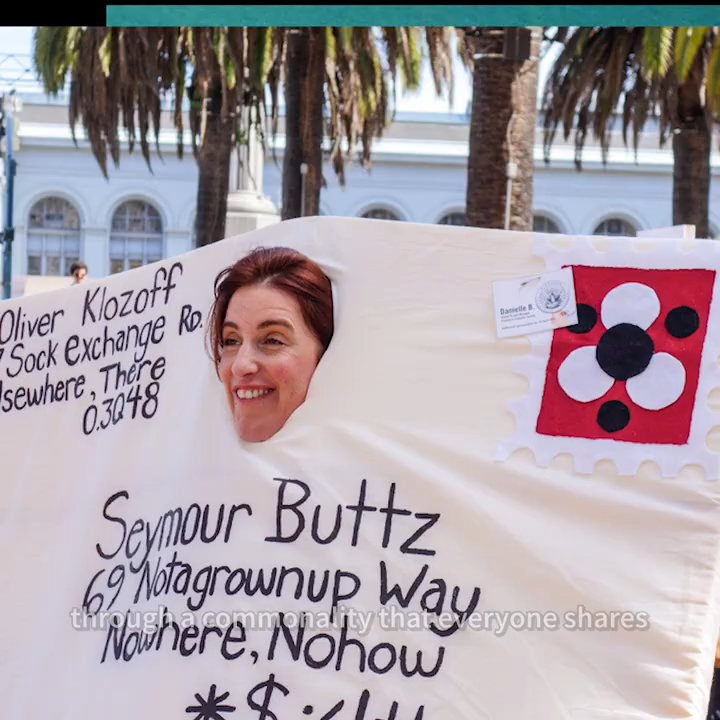 Oliver Klozoff
Sock exchange Rd.
lsewhere, There
0.3Q48
Danielle B.
Seymour Buttz
69 Notagrownup Way
through a commonality that everyone shares
Nowhere, Nohow